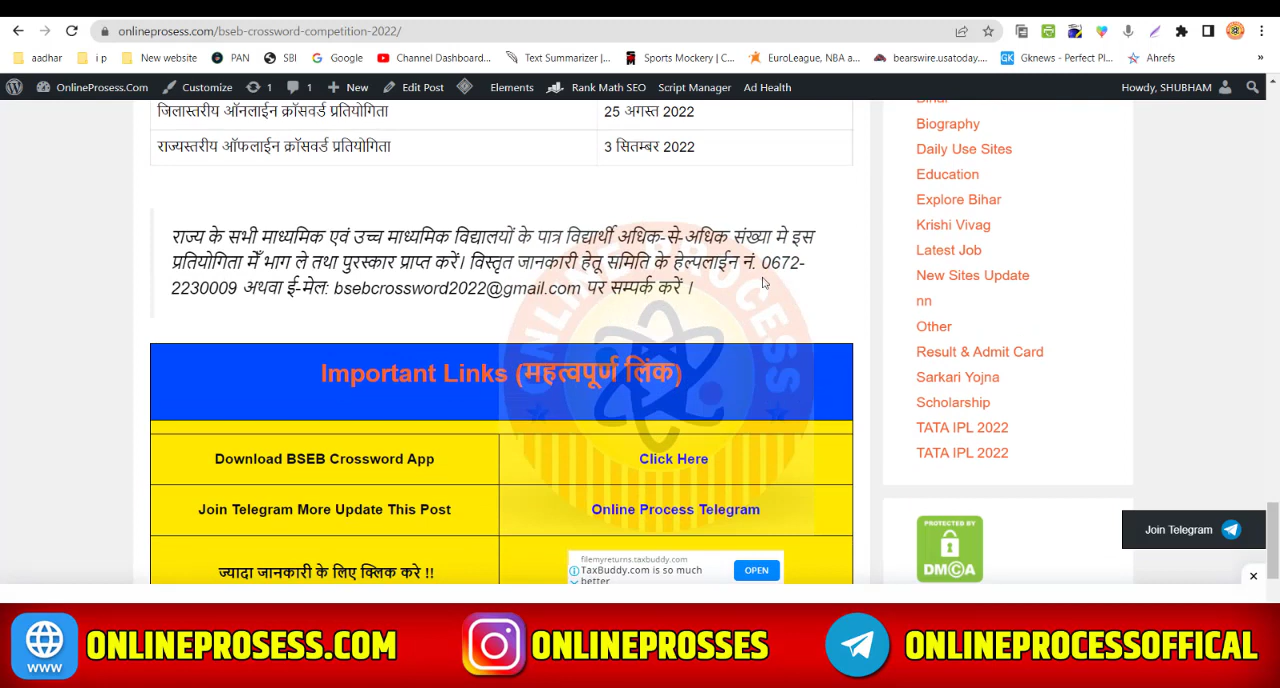 onlineprosess.com/bseb-crossword-competition-2022/
aadhar i p New website PAN SBI Google Channel Dashboard... Text Summarizer |... Sports Mockery | C... EuroLeague, NBA a... bearswire.usatoday.... Gknews - Perfect Pl... Ahrefs »
OnlineProsess.Com Customize 1 1 New Edit Post Elements Rank Math SEO Script Manager Ad Health Howdy, SHUBHAM
जिलास्तरीय ऑनलाईन क्रॉसवर्ड प्रतियोगिता 25 अगस्त 2022
राज्यस्तरीय ऑफलाईन क्रॉसवर्ड प्रतियोगिता 3 सितम्बर 2022
राज्य के सभी माध्यमिक एवं उच्च माध्यमिक विद्यालयों के पात्र विद्यार्थी अधिक-से-अधिक संख्या मे इस
प्रतियोगिता मेँ भाग ले तथा पुरस्कार प्राप्त करें। विस्तृत जानकारी हेतू समिति के हेल्पलाईन नं. 0672-
2230009 अथवा ई-मेल: bsebcrossword2022@gmail.com पर सम्पर्क करें ।
ONLINE PROCESS
Important Links (महत्वपूर्ण लिंक)
Download BSEB Crossword App Click Here
Join Telegram More Update This Post Online Process Telegram
ज्यादा जानकारी के लिए क्लिक करे !!
filemyreturns.taxbuddy.com
TaxBuddy.com is so much
better
OPEN
Biography
Daily Use Sites
Education
Explore Bihar
Krishi Vivag
Latest Job
New Sites Update
nn
Other
Result & Admit Card
Sarkari Yojna
Scholarship
TATA IPL 2022
TATA IPL 2022
PROTECTED BY
DMCA
Join Telegram
www ONLINEPROSESS.COM ONLINEPROSSES ONLINEPROCESSOFFICAL